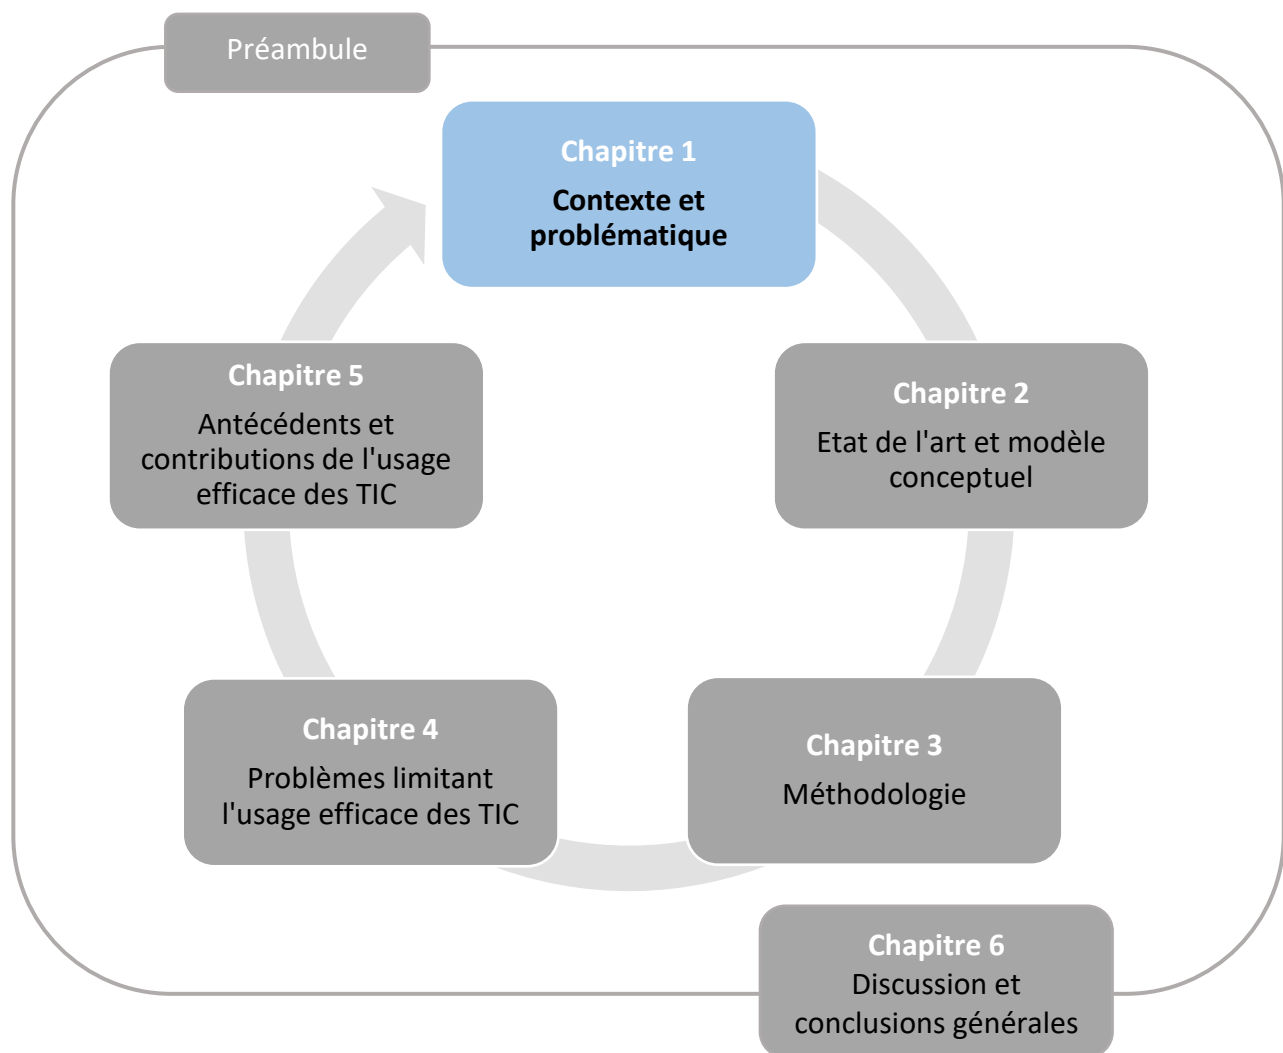 Préambule
Chapitre 1
Contexte et
problématique
Chapitre 2
Etat de l'art et modèle
conceptuel
Chapitre 3
Méthodologie
Chapitre 4
Problèmes limitant
l'usage efficace des TIC
Chapitre 5
Antécédents et
contributions de l'usage
efficace des TIC
Chapitre 6
Discussion et
conclusions générales